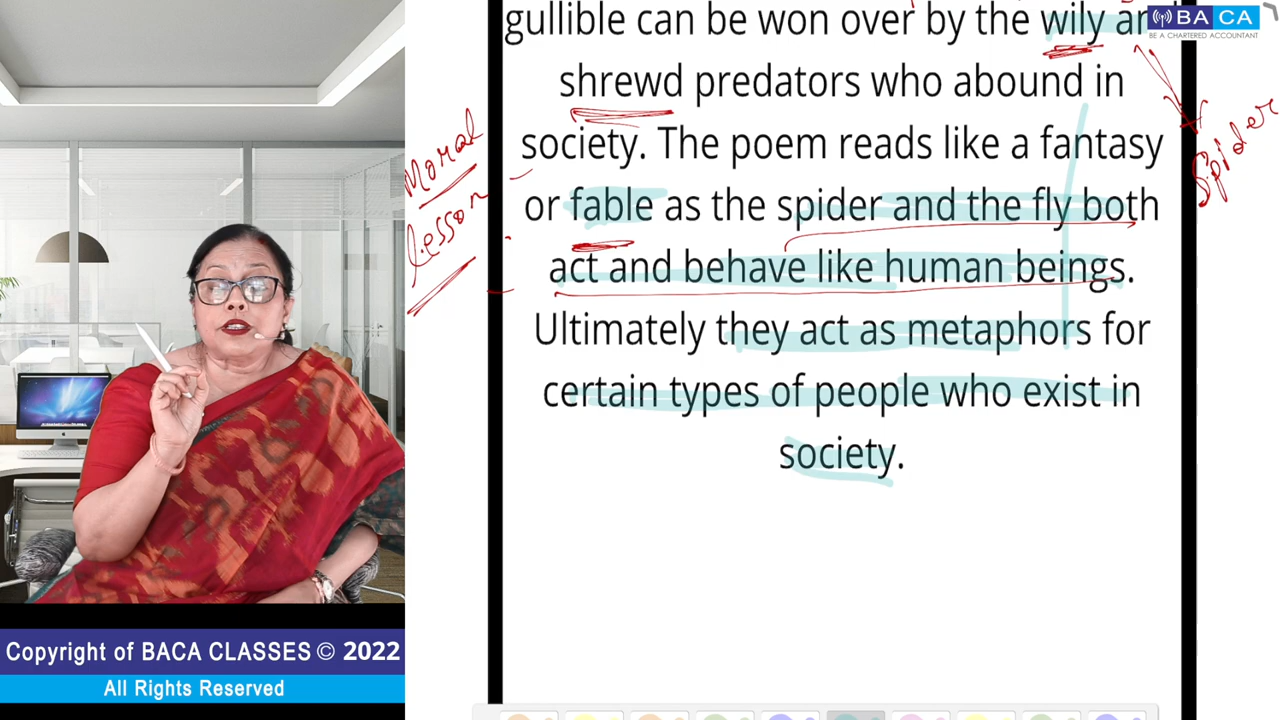 gullible can be won over by the wily and
shrewd predators who abound in
society. The poem reads like a fantasy
or fable as the spider and the fly both
act and behave like human beings.
Ultimately they act as metaphors for
certain types of people who exist in
society.
Moral
Lesson
Spider
BACA
BE A CHARTERED ACCOUNTANT
Copyright of BACA CLASSES © 2022
All Rights Reserved